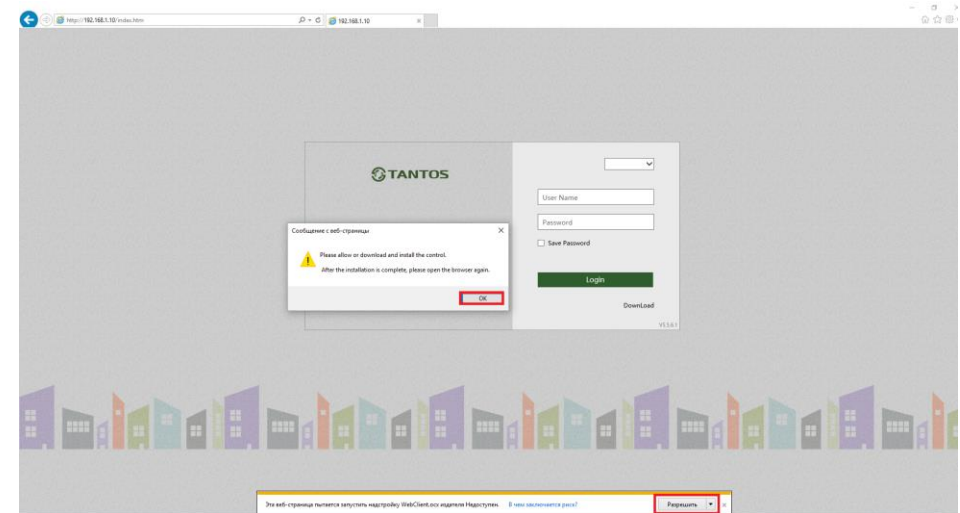 http://192.168.1.10/index.htm
192.168.1.10
TANTOS
User Name
Password
Save Password
Login
DownLoad
Сообщение с веб-страницы
Please allow or download and install the control.
After the installation is complete, please open the browser again.
OK
Эта веб-страница пытается запустить надстройку WebClient.ocx издателя Недоступен. В чем заключается риск? Разрешить